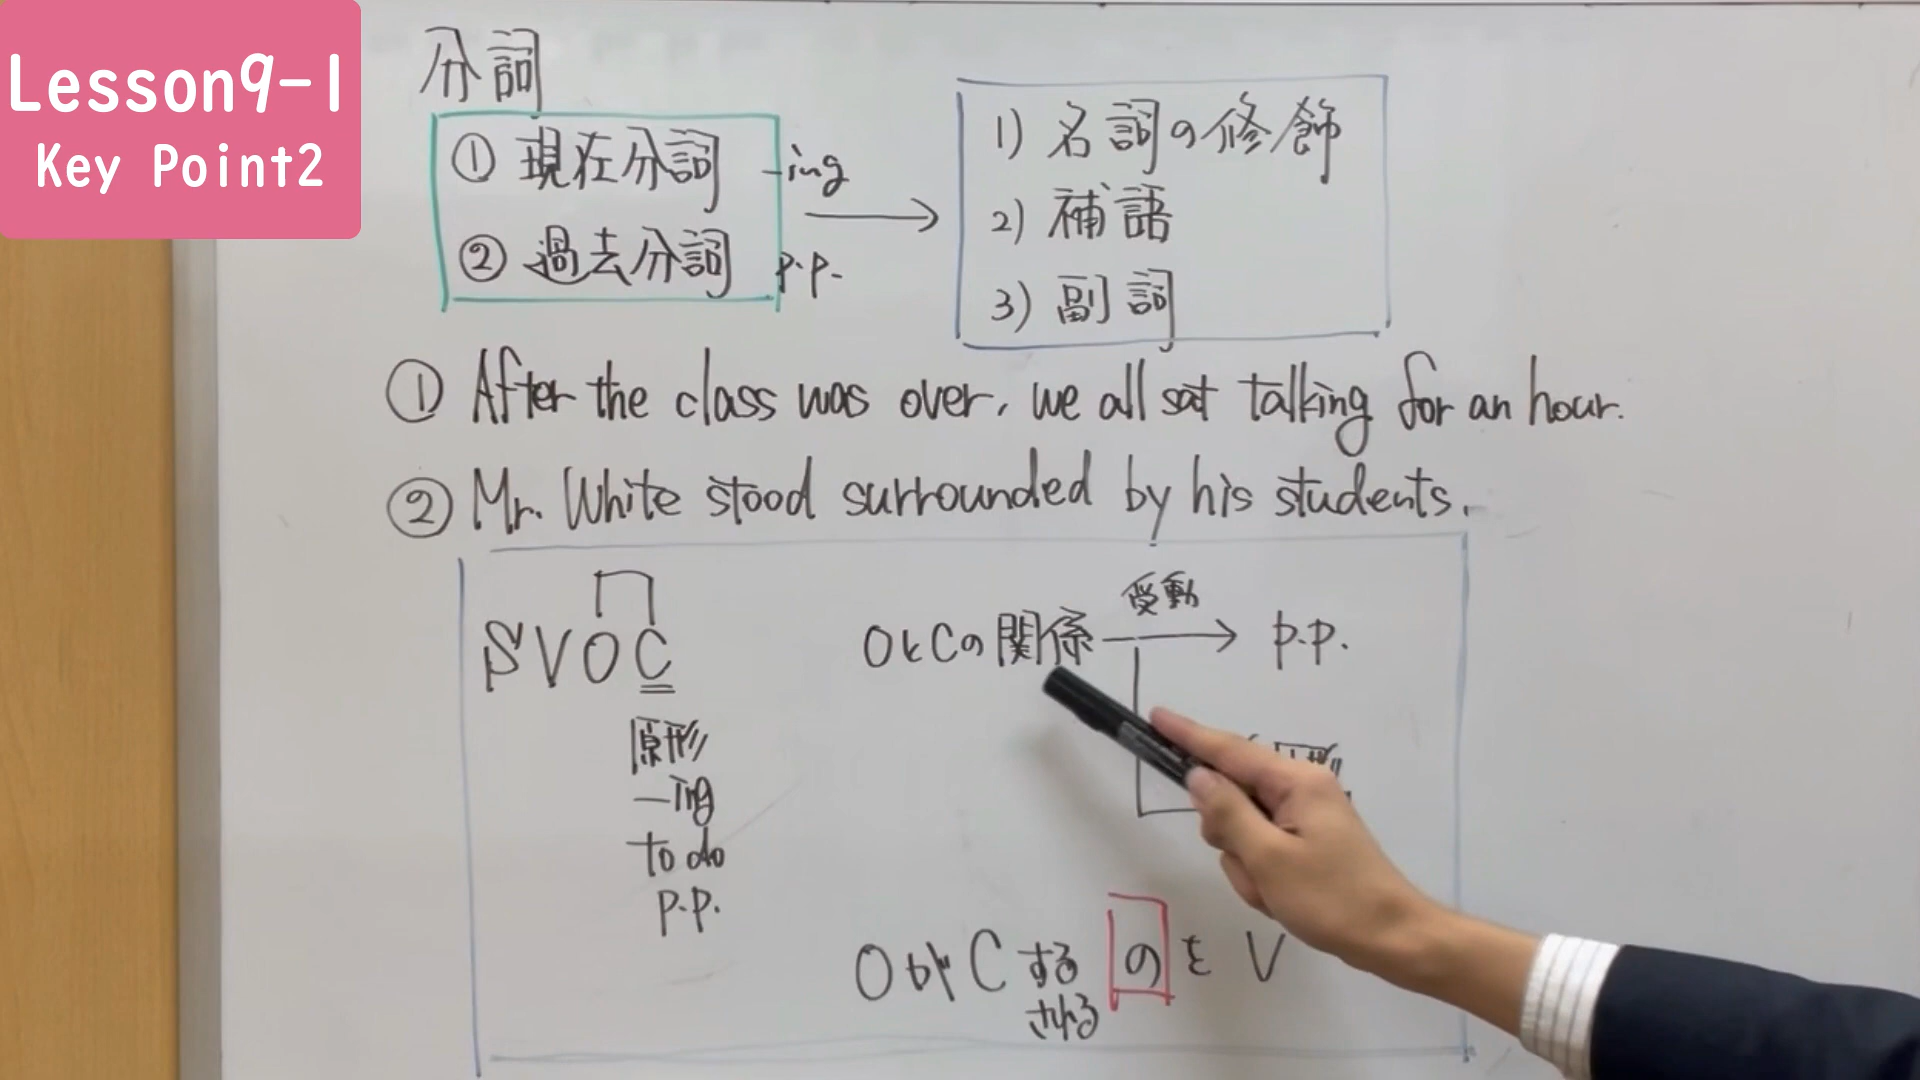 Lesson9-1
Key Point2
分詞
① 現在分詞 -ing
② 過去分詞 p.p.
1) 名詞の修飾
2) 補語
3) 副詞
① After the class was over, we all sat talking for an hour.
② Mr. White stood surrounded by his students.
SVOC
原形
-ing
to do
p.p.
OとCの関係
受動
p.p.
OがCするのをV
される